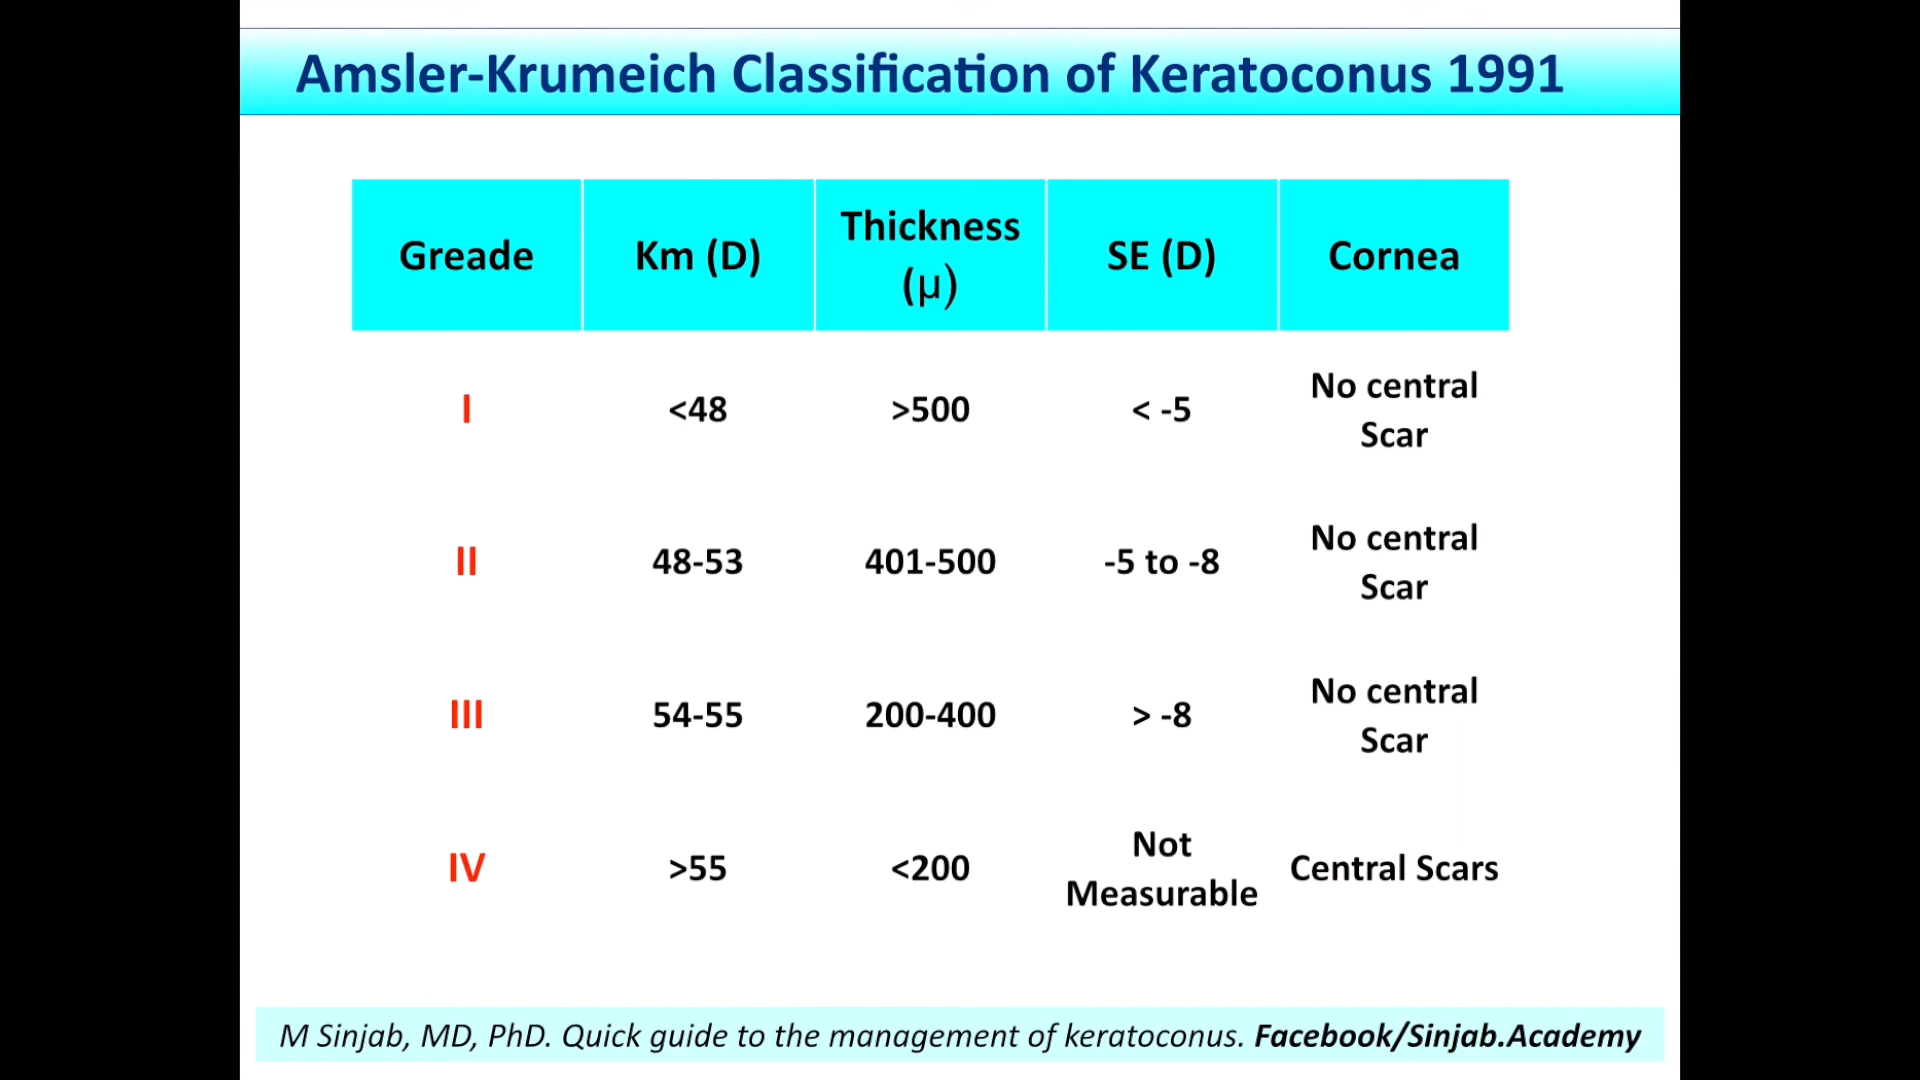 Amsler-Krumeich Classification of Keratoconus 1991
Greade Km (D) Thickness (µ) SE (D) Cornea
I <48 >500 < -5 No central Scar
II 48-53 401-500 -5 to -8 No central Scar
III 54-55 200-400 > -8 No central Scar
IV >55 <200 Not Measurable Central Scars
M Sinjab, MD, PhD. Quick guide to the management of keratoconus. Facebook/Sinjab.Academy